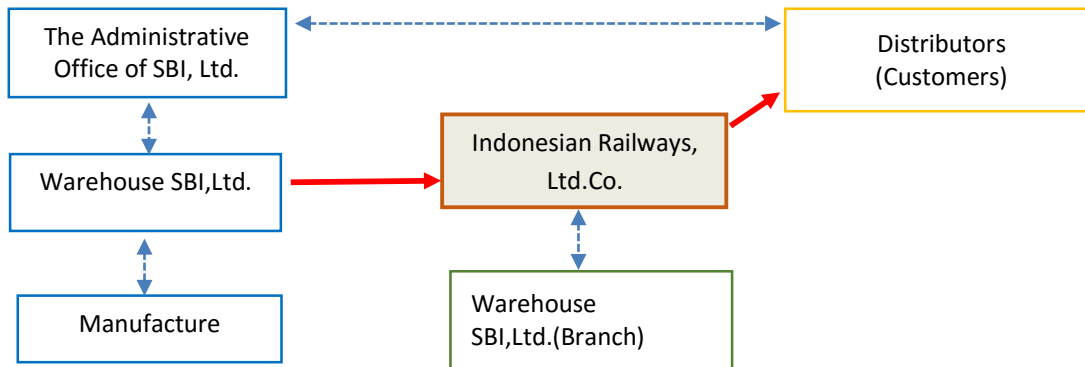 The Administrative
Office of SBI, Ltd.
Distributors
(Customers)
Indonesian Railways,
Ltd.Co.
Warehouse SBI,Ltd.
Warehouse
SBI,Ltd.(Branch)
Manufacture